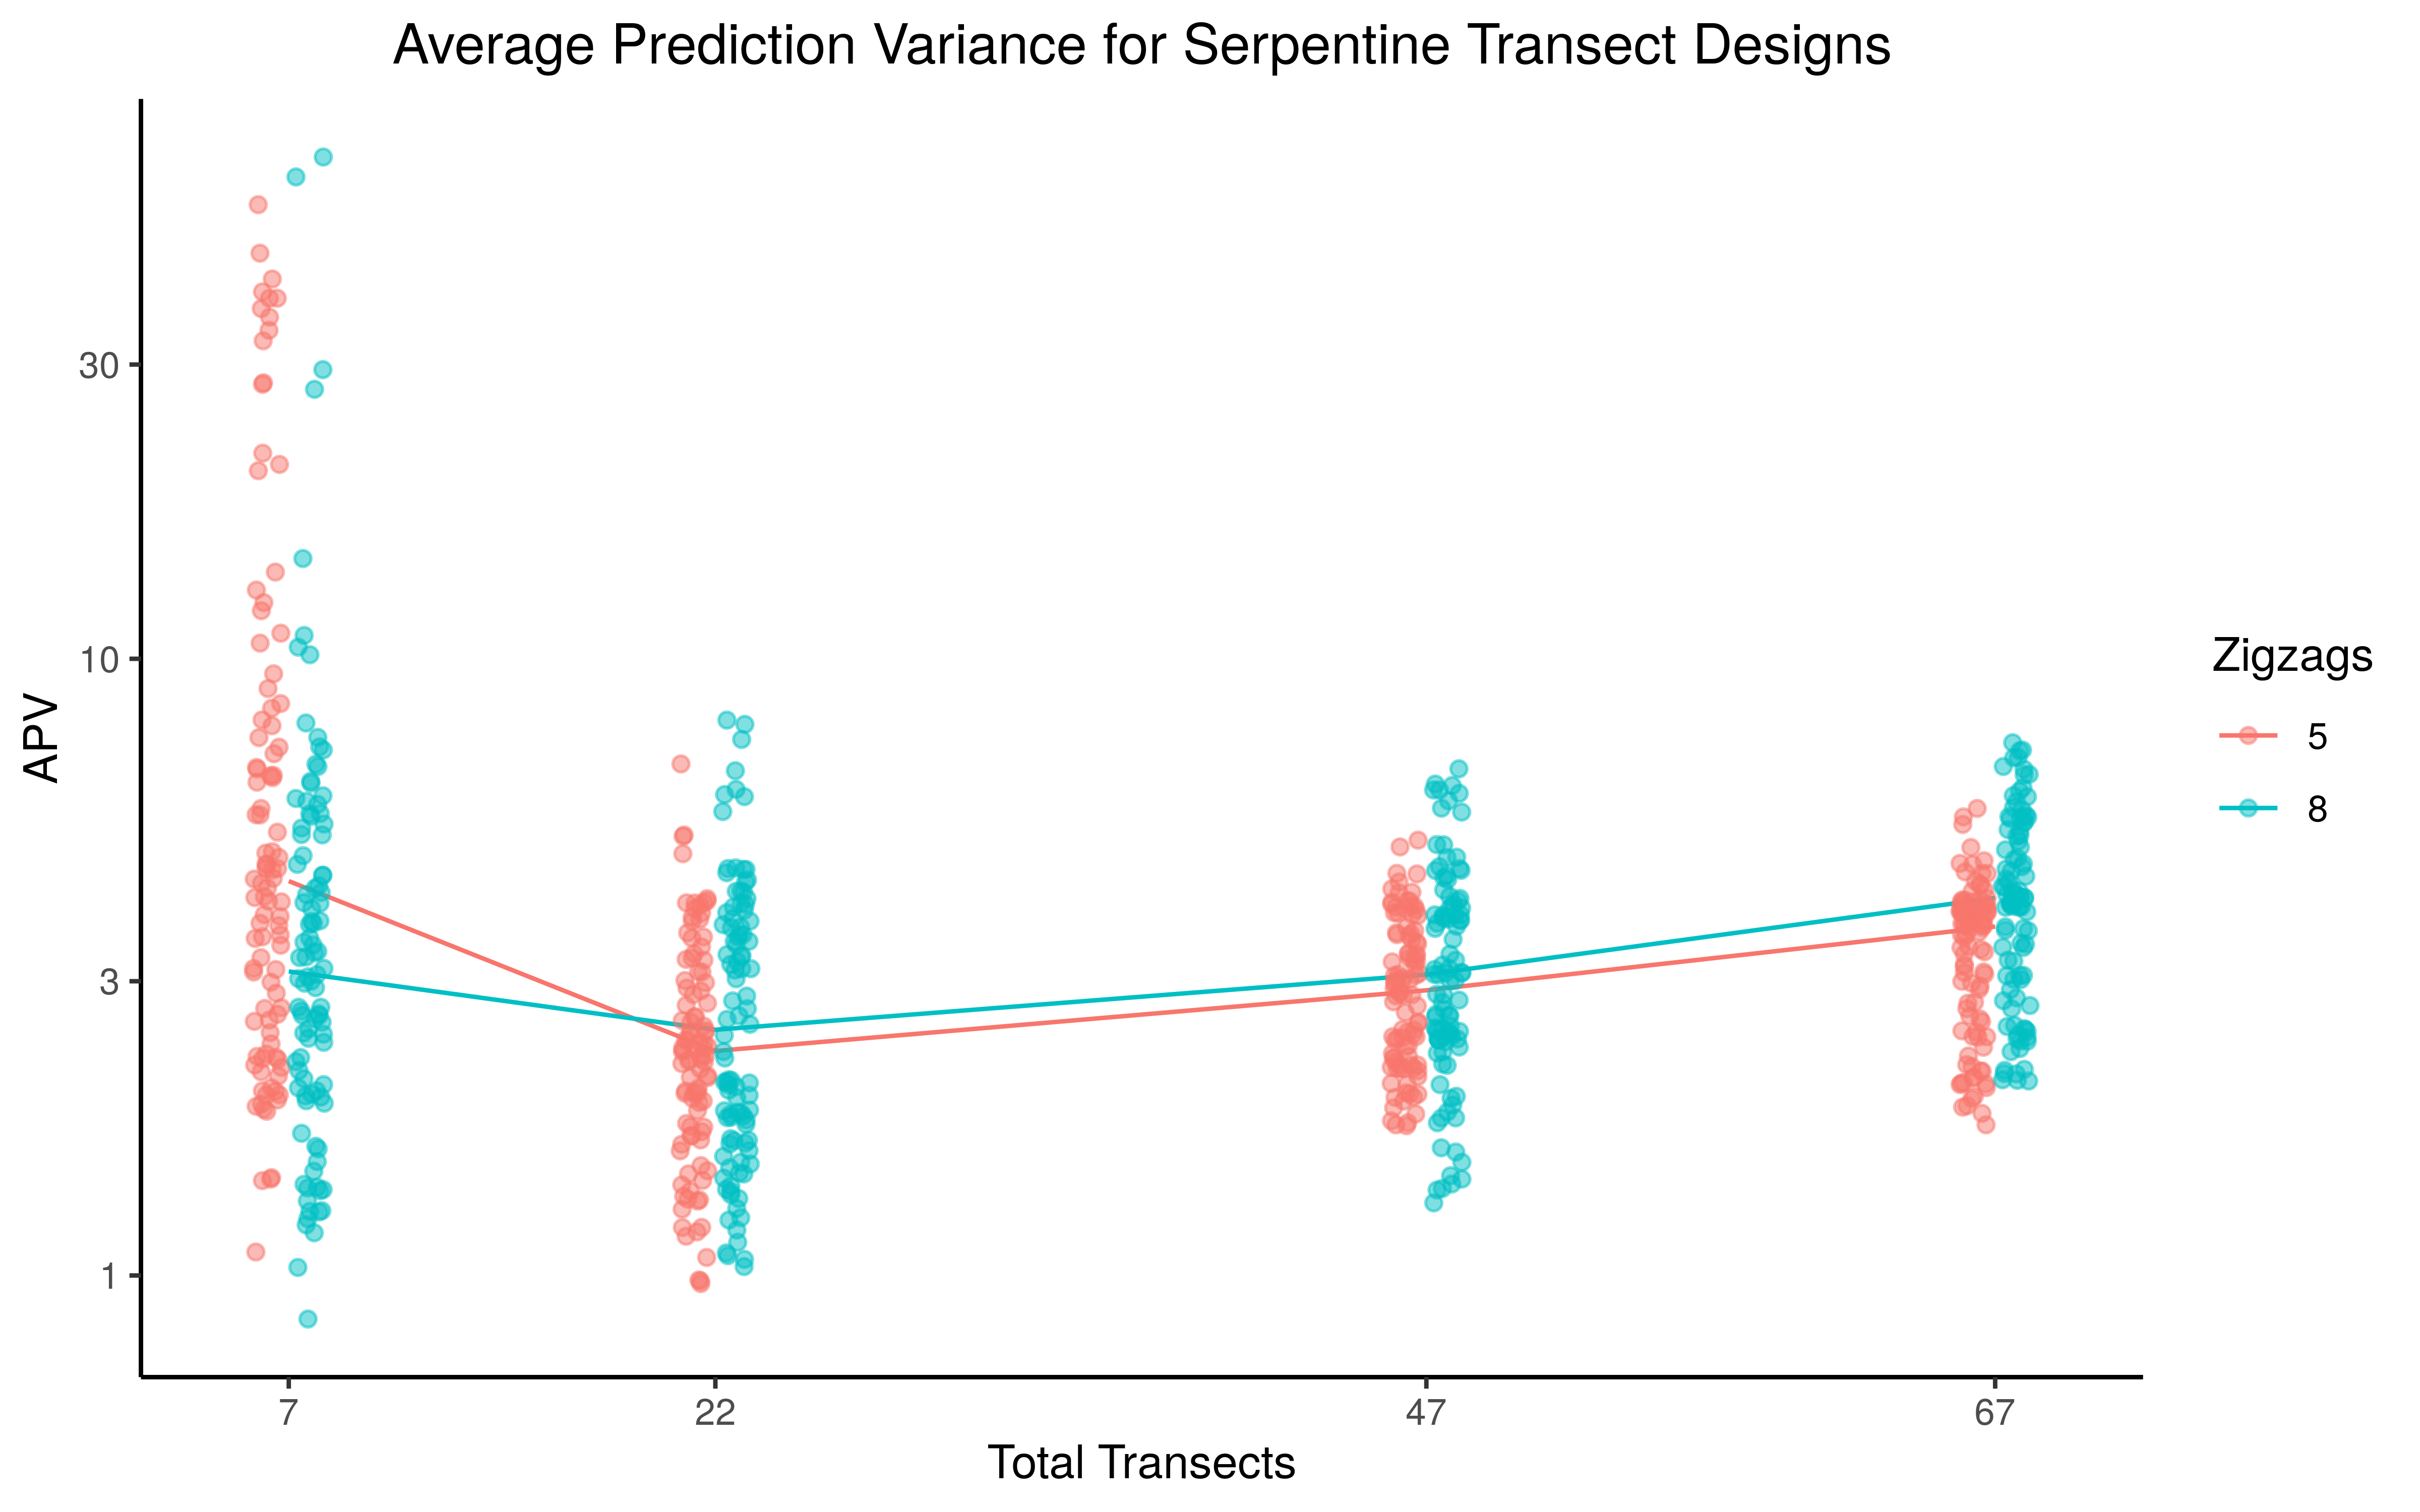 Average Prediction Variance for Serpentine Transect Designs
APV
30
10
3
1
7 22 47 67
Total Transects
Zigzags
5
8